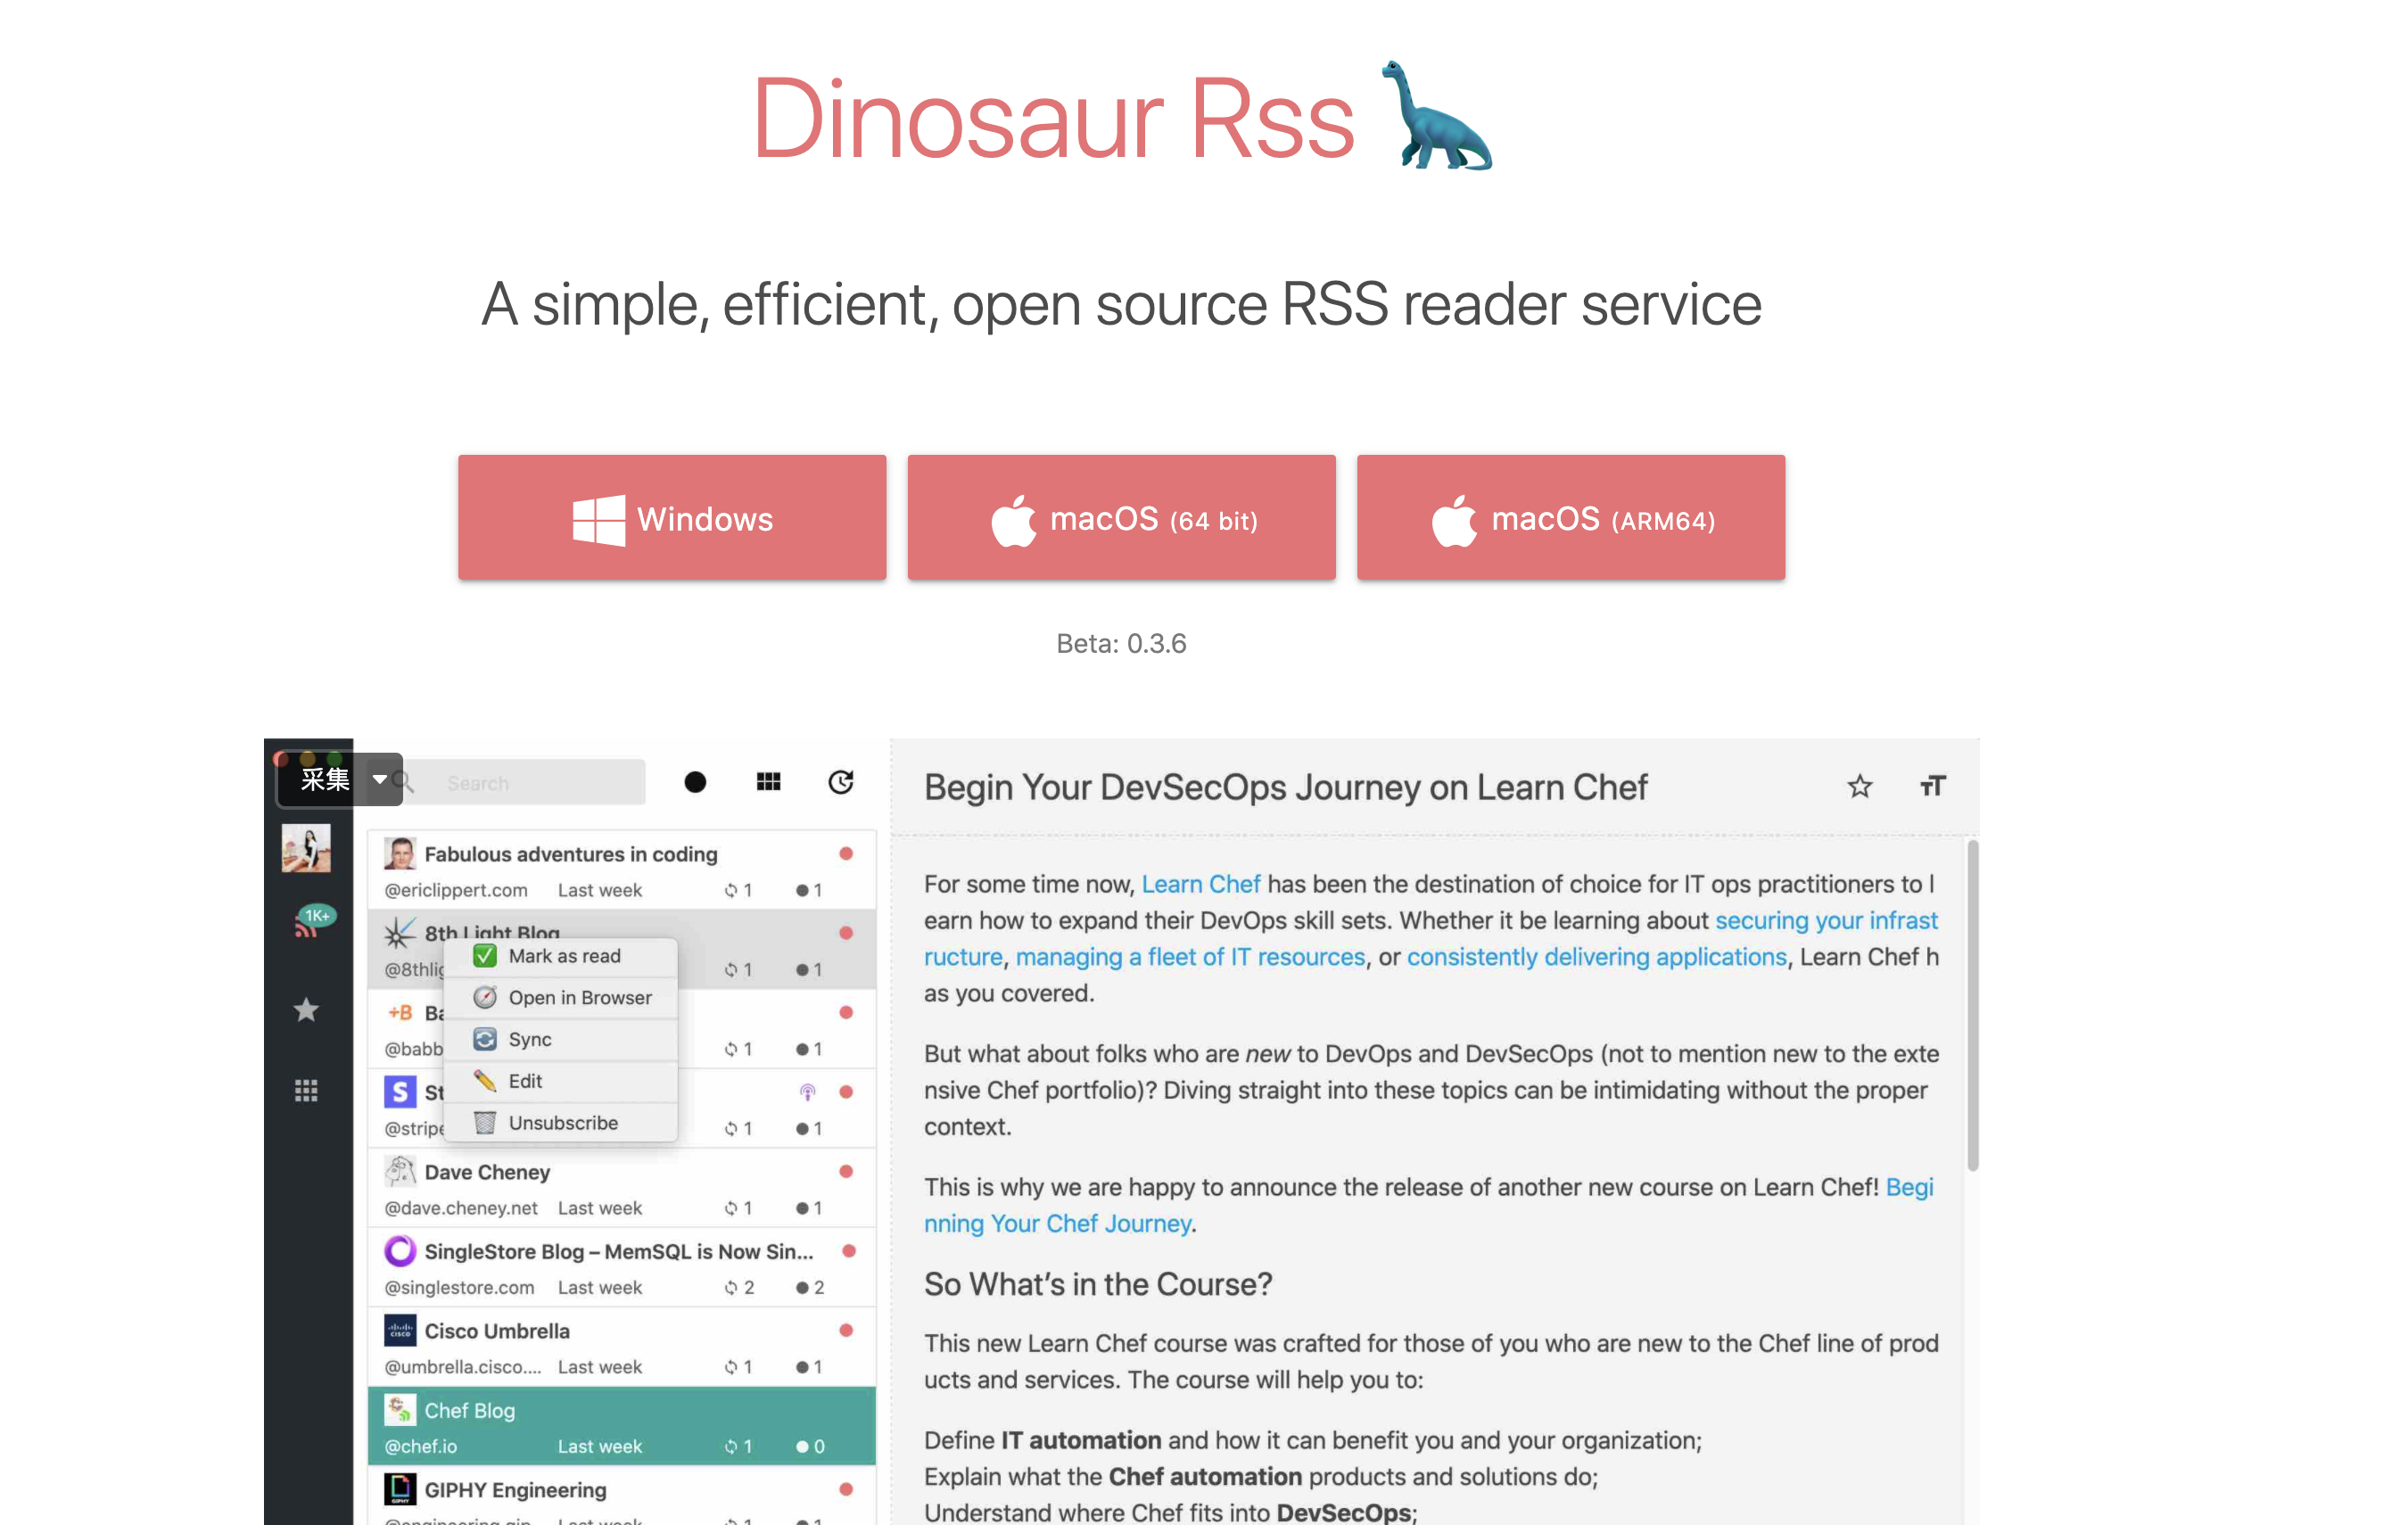 Dinosaur Rss
A simple, efficient, open source RSS reader service
Windows
macOS (64 bit)
macOS (ARM64)
Beta: 0.3.6
采集
Search
1K+
Fabulous adventures in coding
@ericlippert.com Last week 1 1
8th Light Blog
@8thlig 1 1
+B Ba
@babb 1 1
S St
@stripe 1 1
Mark as read
Open in Browser
Sync
Edit
Unsubscribe
Dave Cheney
@dave.cheney.net Last week 1 1
SingleStore Blog – MemSQL is Now Sin...
@singlestore.com Last week 2 2
CISCO
Cisco Umbrella
@umbrella.cisco.... Last week 1 1
Chef Blog
@chef.io Last week 1 0
GIPHY
GIPHY Engineering
Begin Your DevSecOps Journey on Learn Chef
TT
For some time now, Learn Chef has been the destination of choice for IT ops practitioners to l
earn how to expand their DevOps skill sets. Whether it be learning about securing your infrast
ructure, managing a fleet of IT resources, or consistently delivering applications, Learn Chef h
as you covered.
But what about folks who are new to DevOps and DevSecOps (not to mention new to the exte
nsive Chef portfolio)? Diving straight into these topics can be intimidating without the proper
context.
This is why we are happy to announce the release of another new course on Learn Chef! Begi
nning Your Chef Journey.
So What's in the Course?
This new Learn Chef course was crafted for those of you who are new to the Chef line of prod
ucts and services. The course will help you to:
Define IT automation and how it can benefit you and your organization;
Explain what the Chef automation products and solutions do;
Understand where Chef fits into DevSecOps;